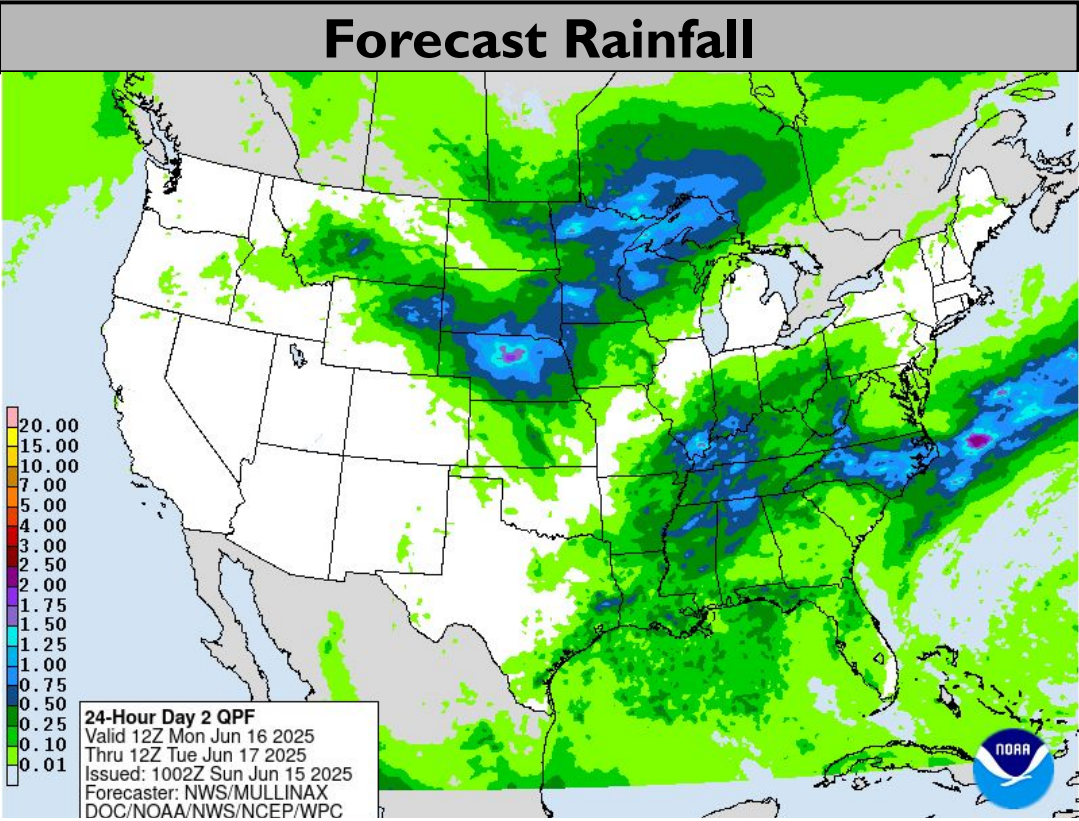 Forecast Rainfall
20.00
15.00
10.00
7.00
5.00
4.00
3.00
2.50
2.00
1.75
1.50
1.25
1.00
0.75
0.50
0.25
0.10
0.01
24-Hour Day 2 QPF
Valid 12Z Mon Jun 16 2025
Thru 12Z Tue Jun 17 2025
Issued: 1002Z Sun Jun 15 2025
Forecaster: NWS/MULLINAX
DOC/NOAA/NWS/NCEP/WPC
NOAA